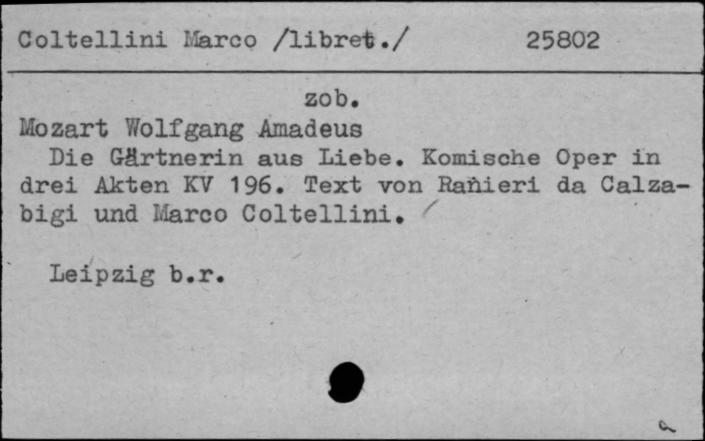 Coltellini Marco /libret./ 25802
zob.
Mozart Wolfgang Amadeus
Die Gärtnerin aus Liebe. Komische Oper in
drei Akten KV 196. Text von Ranieri da Calza-
bigi und Marco Coltellini.
Leipzig b.r.